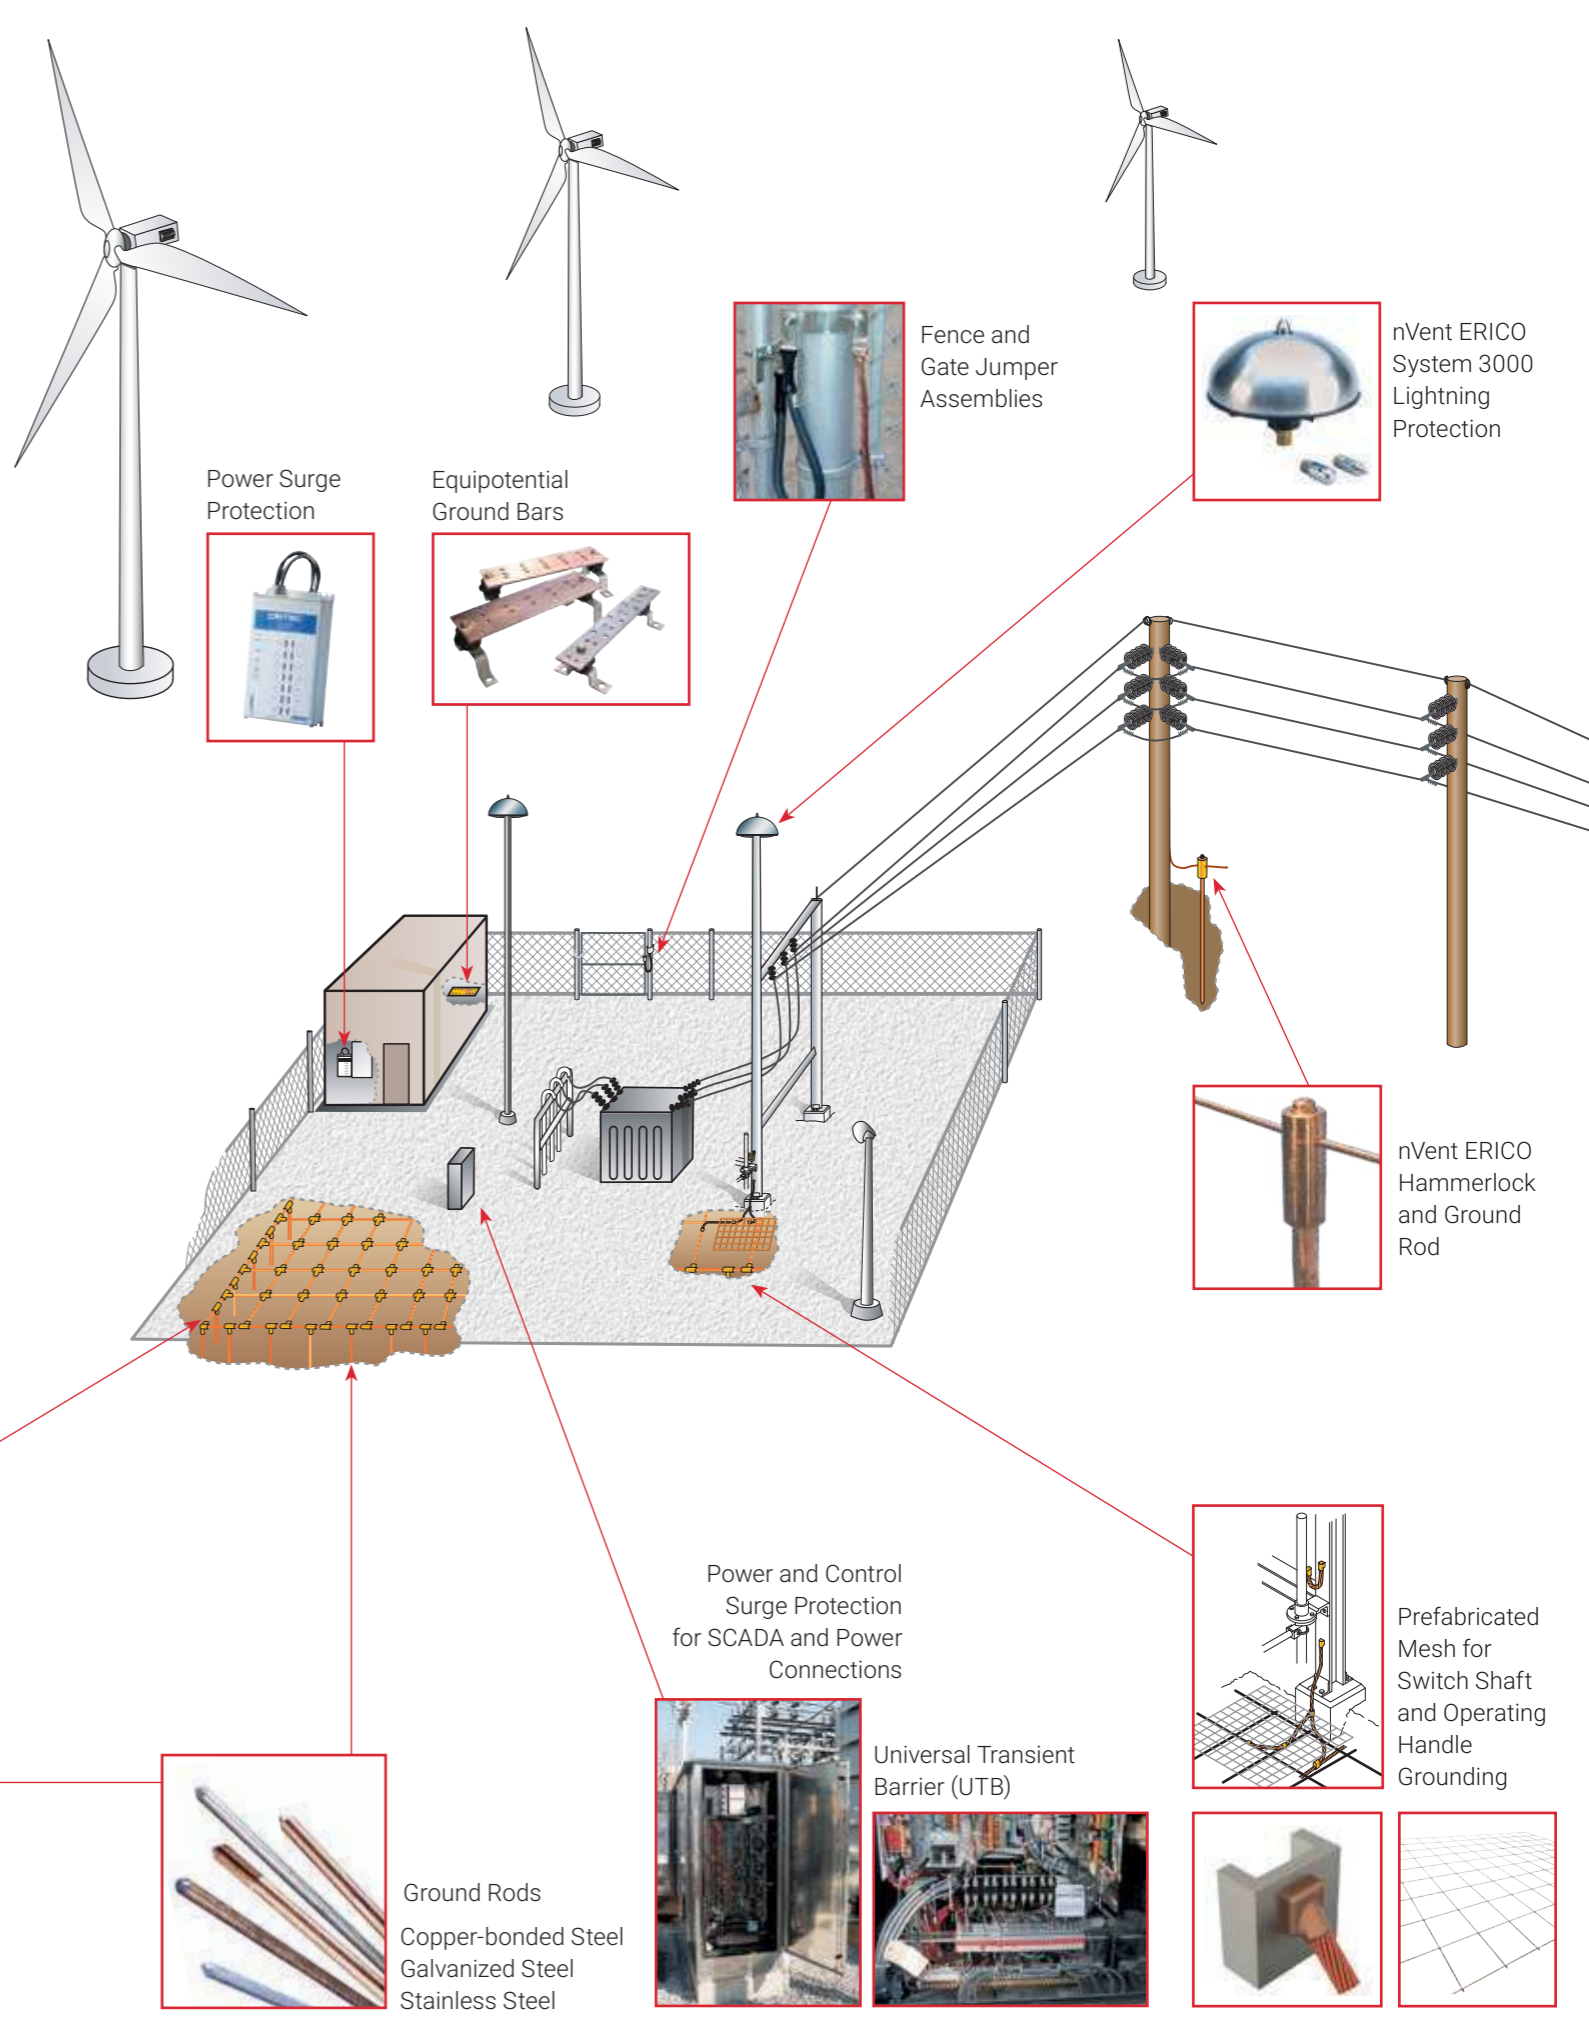 Fence and
Gate Jumper
Assemblies
nVent ERICO
System 3000
Lightning
Protection
Power Surge
Protection
Equipotential
Ground Bars
nVent ERICO
Hammerlock
and Ground
Rod
Power and Control
Surge Protection
for SCADA and Power
Connections
Universal Transient
Barrier (UTB)
Prefabricated
Mesh for
Switch Shaft
and Operating
Handle
Grounding
Ground Rods
Copper-bonded Steel
Galvanized Steel
Stainless Steel